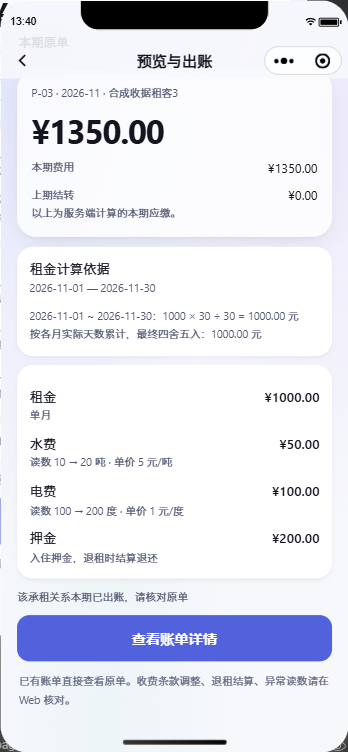 13:40
本期原单
预览与出账
P-03 · 2026-11 · 合成收据租客3
¥1350.00
本期费用 ¥1350.00
上期结转 ¥0.00
以上为服务端计算的本期应缴。
租金计算依据
2026-11-01 — 2026-11-30
2026-11-01 ~ 2026-11-30：1000 × 30 ÷ 30 = 1000.00 元
按各月实际天数累计，最终四舍五入：1000.00 元
租金 ¥1000.00
单月
水费 ¥50.00
读数 10 → 20 吨 · 单价 5 元/吨
电费 ¥100.00
读数 100 → 200 度 · 单价 1 元/度
押金 ¥200.00
入住押金，退租时结算退还
该承租关系本期已出账，请核对原单
查看账单详情
已有账单直接查看原单。收费条款调整、退租结算、异常读数请在
Web 核对。